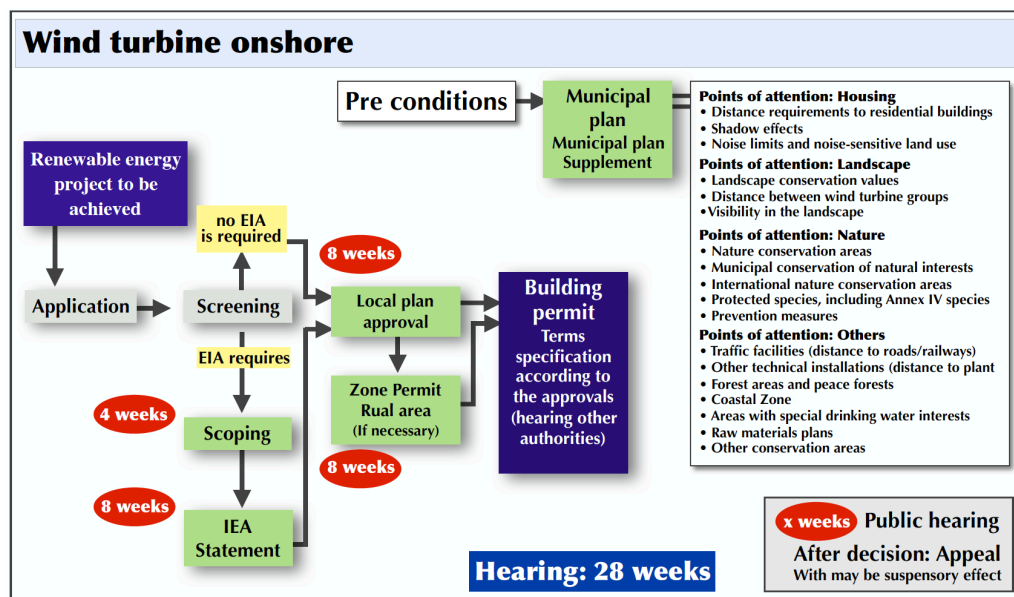 Wind turbine onshore
Pre conditions
Municipal
plan
Municipal plan
Supplement
Points of attention: Housing
• Distance requirements to residential buildings
• Shadow effects
• Noise limits and noise-sensitive land use
Points of attention: Landscape
• Landscape conservation values
• Distance between wind turbine groups
•Visibility in the landscape
Points of attention: Nature
• Nature conservation areas
• Municipal conservation of natural interests
• International nature conservation areas
• Protected species, including Annex IV species
• Prevention measures
Points of attention: Others
• Traffic facilities (distance to roads/railways)
• Other technical installations (distance to plant
• Forest areas and peace forests
• Coastal Zone
• Areas with special drinking water interests
• Raw materials plans
• Other conservation areas
Renewable energy
project to be
achieved
Application
Screening
no EIA
is required
EIA requires
4 weeks
Scoping
8 weeks
IEA
Statement
8 weeks
Local plan
approval
Zone Permit
Rual area
(If necessary)
8 weeks
Building
permit
Terms
specification
according to
the approvals
(hearing other
authorities)
Hearing: 28 weeks
x weeks Public hearing
After decision: Appeal
With may be suspensory effect